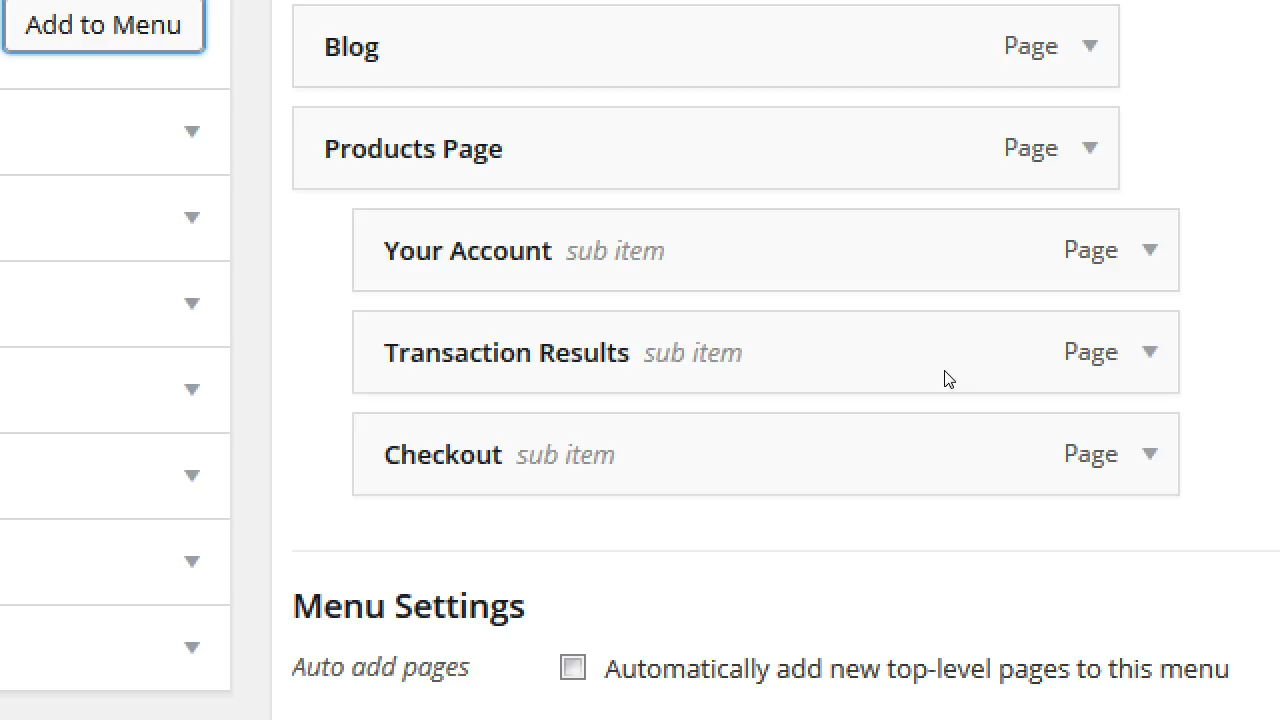 Add to Menu
Blog Page
Products Page Page
Your Account sub item Page
Transaction Results sub item Page
Checkout sub item Page
Menu Settings
Auto add pages Automatically add new top-level pages to this menu